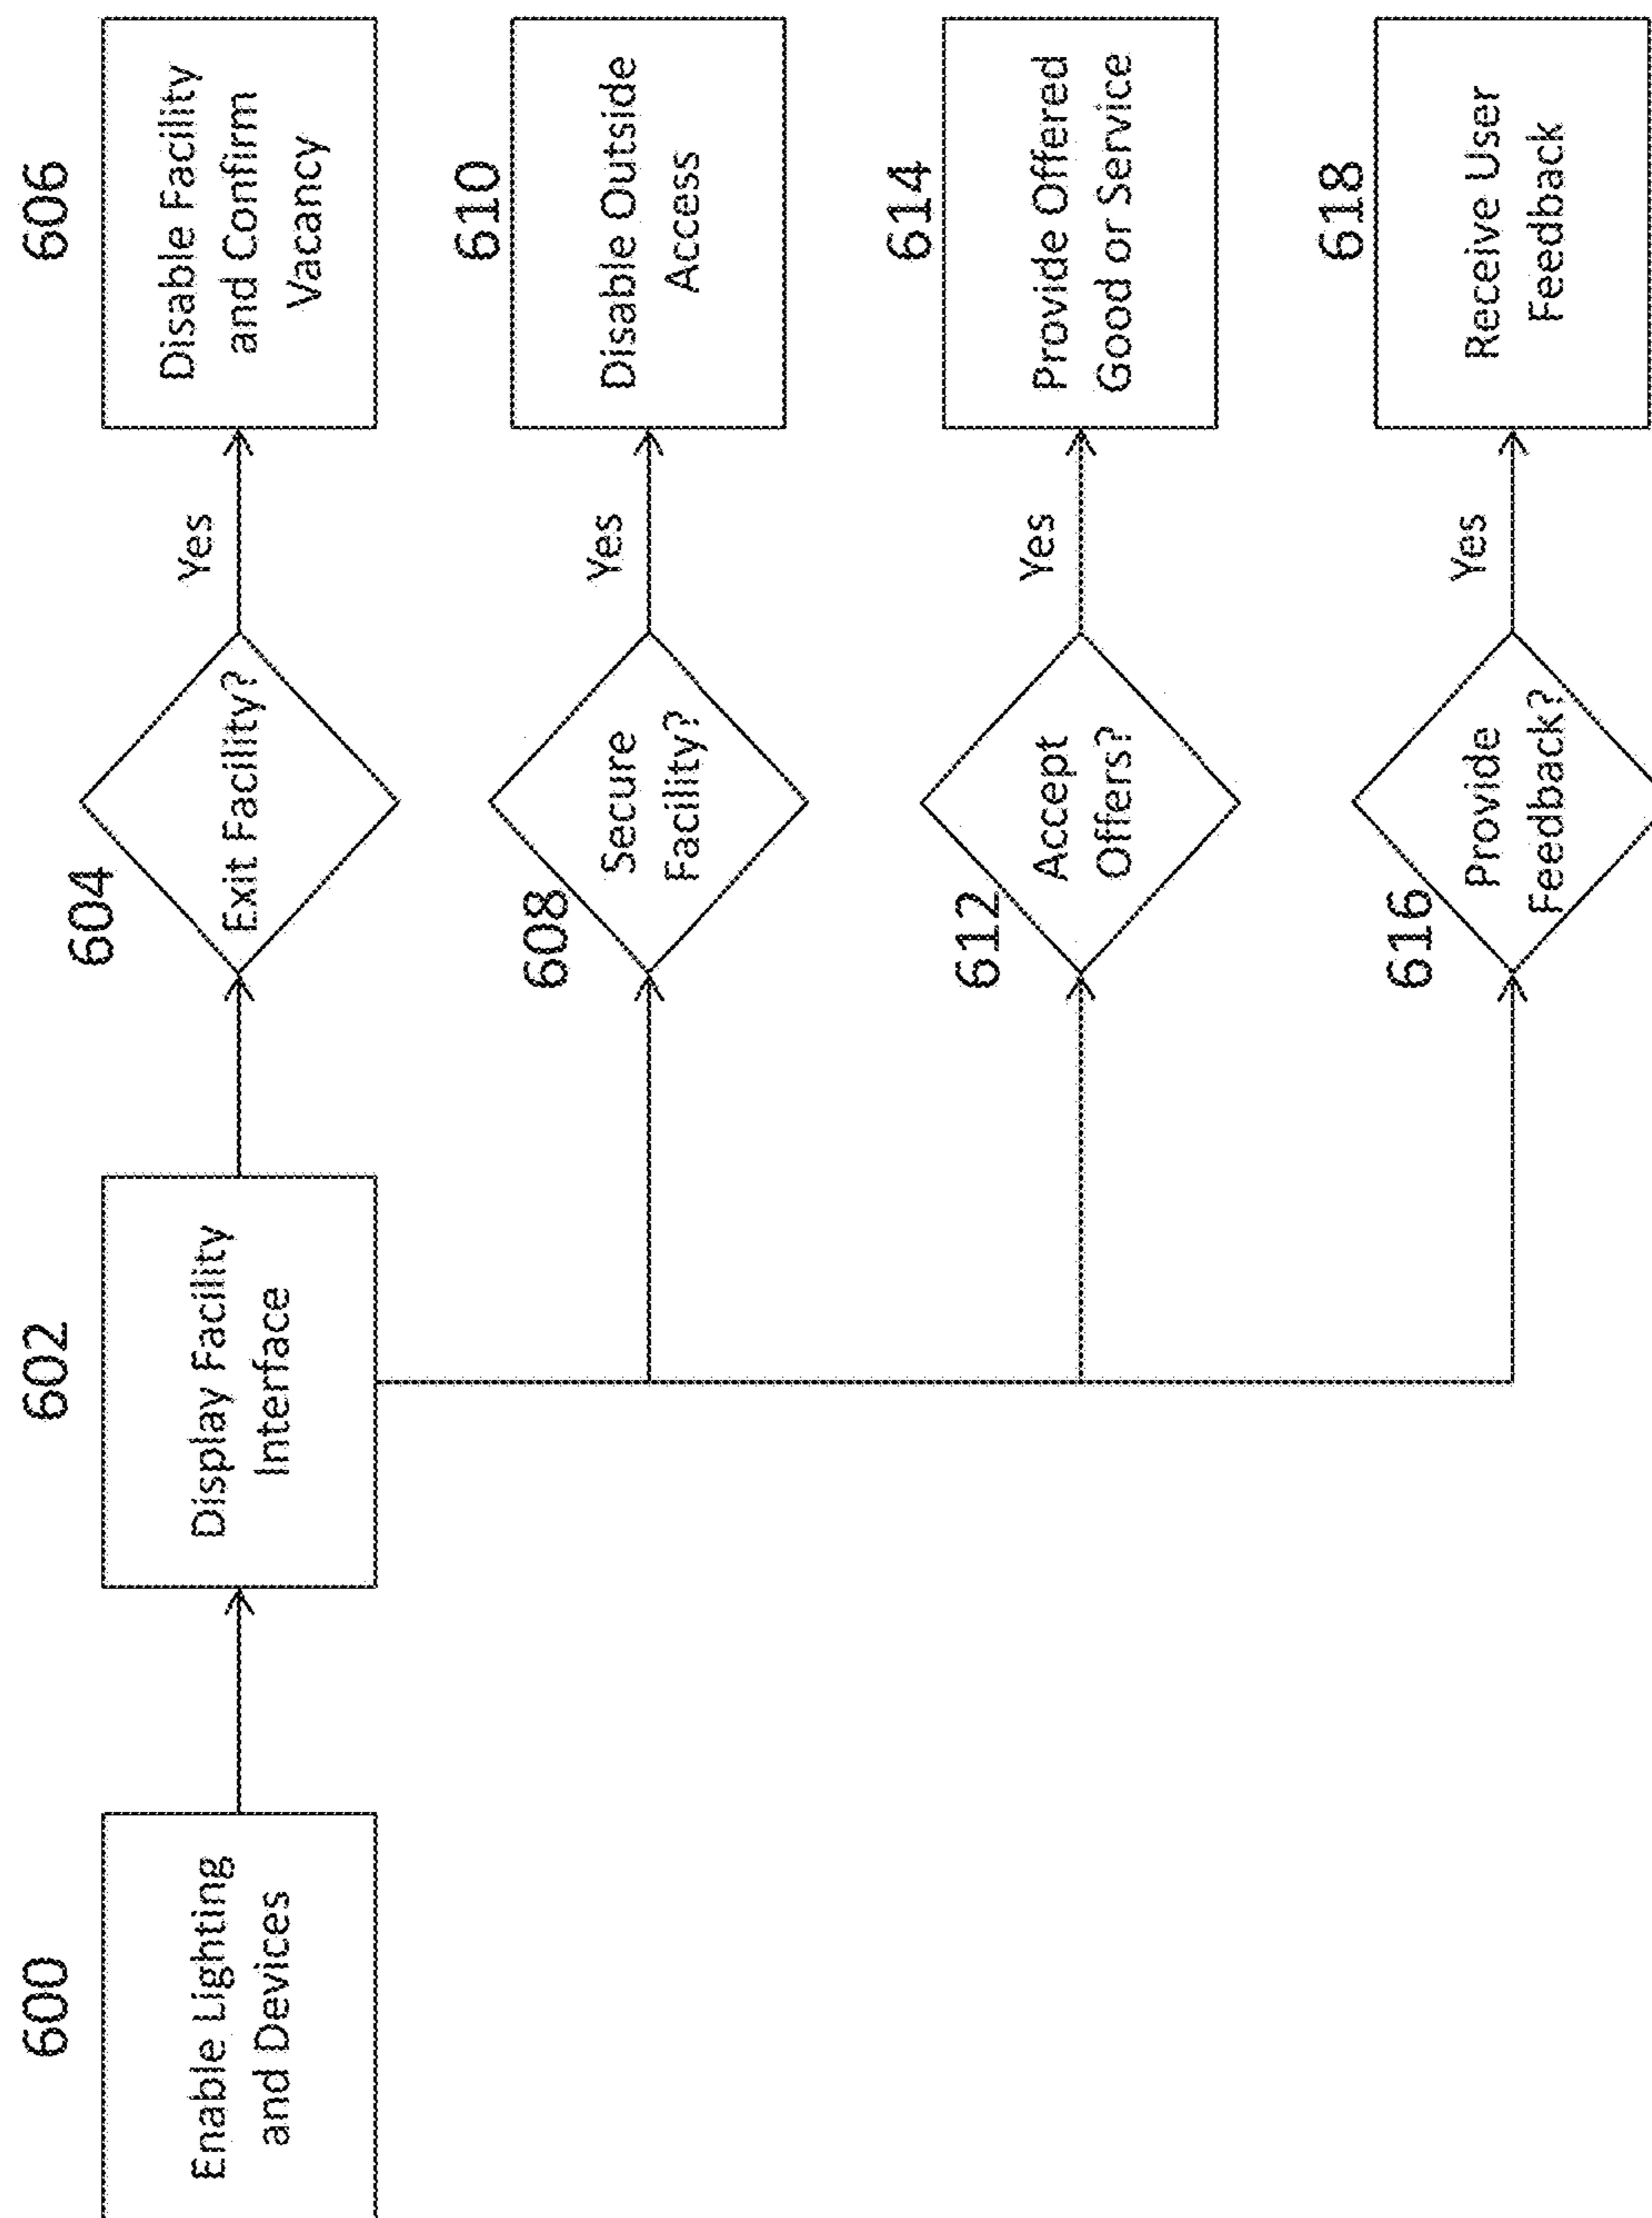 600
Enable Lighting
and Devices
602
Display Facility
Interface
604
Exit Facility?
Yes
606
Disable Facility
and Confirm
Vacancy
608
Secure
Facility?
Yes
610
Disable Outside
Access
612
Accept
Offers?
Yes
614
Provide Offered
Good or Service
616
Provide
Feedback?
Yes
618
Receive User
Feedback